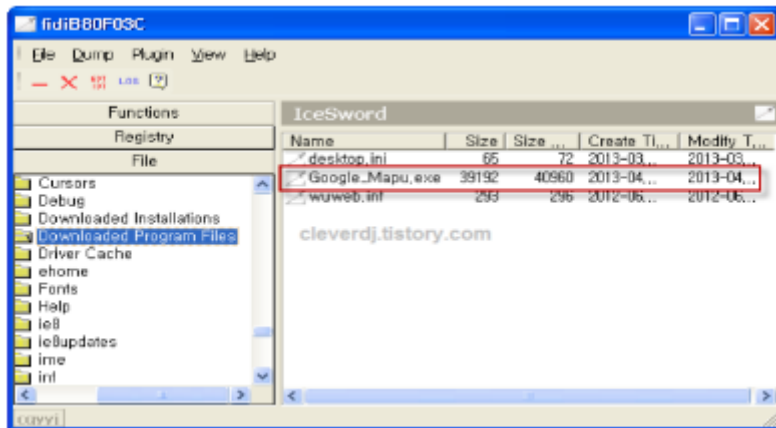 fidiB80F03C
File Dump Plugin View Help
LOG
Functions
Registry
File
Cursors
Debug
Downloaded Installations
Downloaded Program Files
Driver Cache
ehome
Fonts
Help
ie8
ie8updates
ime
inf
IceSword
Name Size Size ... Create Ti... Modify T...
desktop.ini 65 72 2013-03... 2013-03...
Google_Mapu.exe 39192 40960 2013-04... 2013-04...
wuweb.inf 293 296 2012-06... 2012-06...
cleverdj.tistory.com